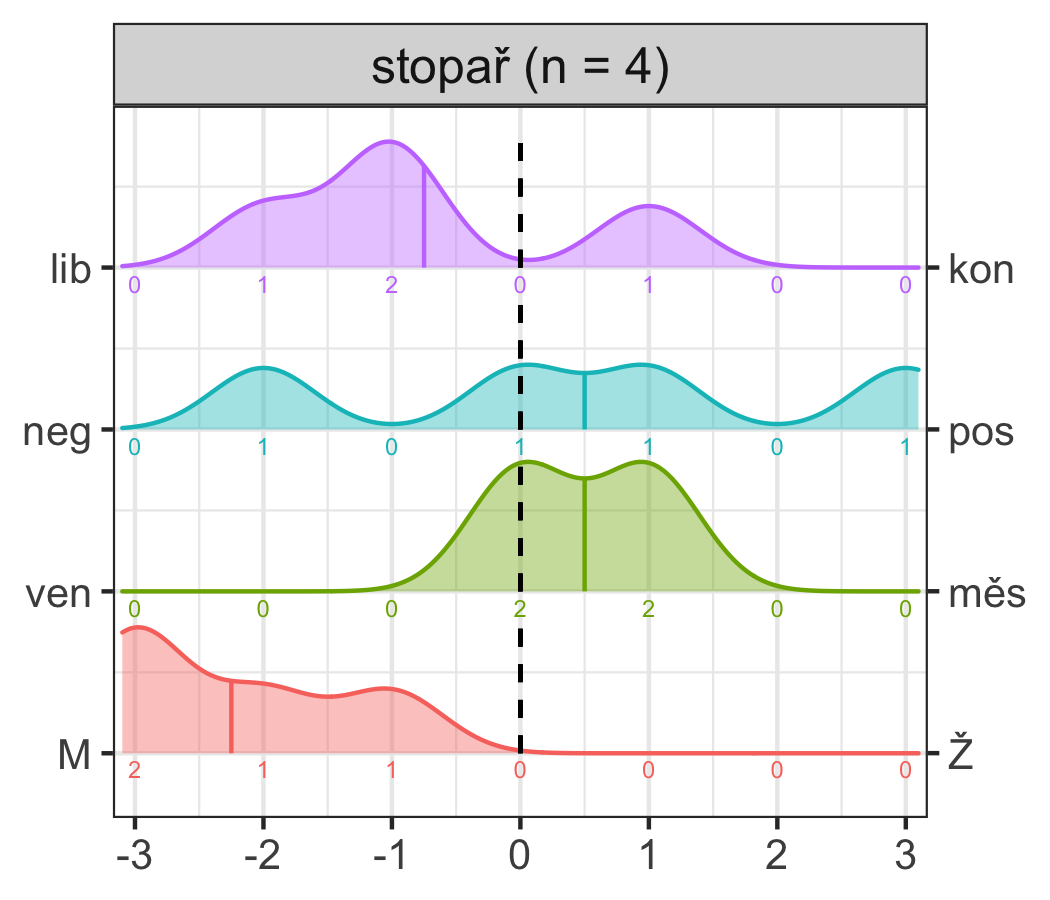 stopař (n = 4)
lib kon
0 1 2 0 1 0 0
neg pos
0 1 0 1 1 0 1
ven měs
0 0 0 2 2 0 0
M Ž
2 1 1 0 0 0 0
-3 -2 -1 0 1 2 3